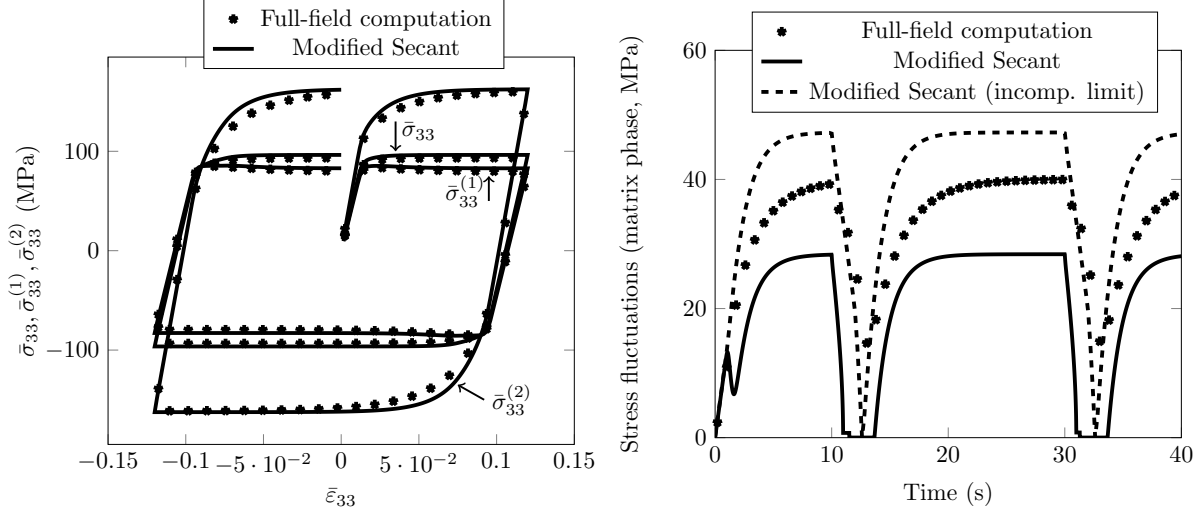 Full-field computation
Modified Secant
100
0
−100
σ̄₃₃, σ̄₃₃⁽¹⁾, σ̄₃₃⁽²⁾ (MPa)
σ̄₃₃
σ̄₃₃⁽¹⁾
σ̄₃₃⁽²⁾
−0.15 −0.1 −5 · 10⁻² 0 5 · 10⁻² 0.1 0.15
ε̄₃₃
Full-field computation
Modified Secant
Modified Secant (incomp. limit)
60
40
20
0
Stress fluctuations (matrix phase, MPa)
0 10 20 30 40
Time (s)